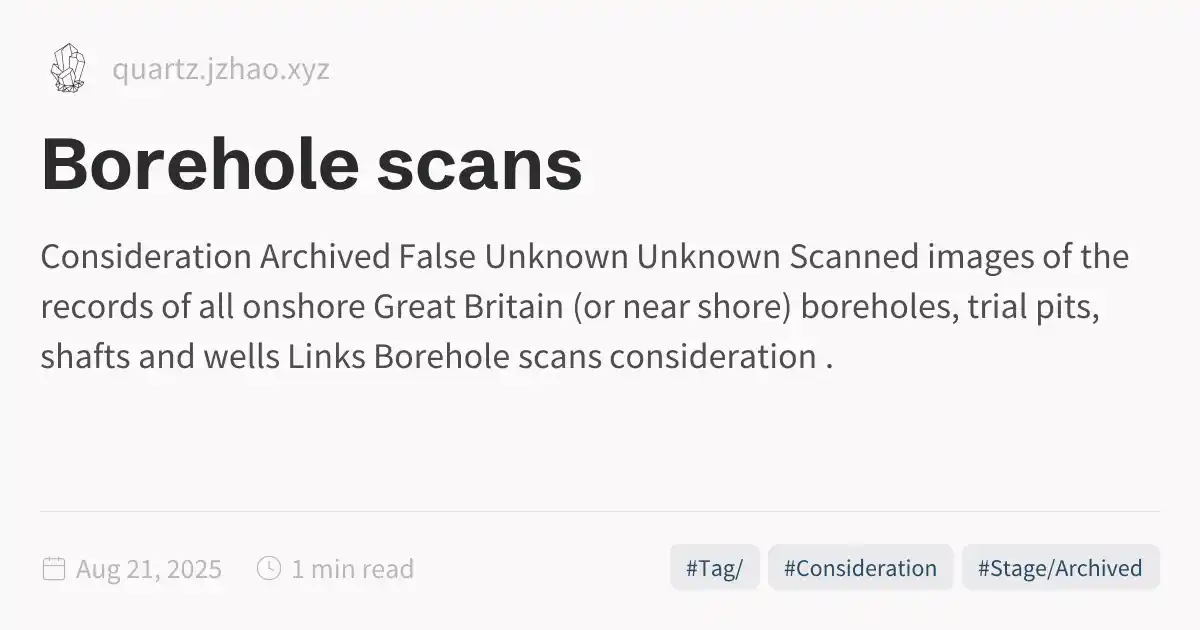 quartz.jzhao.xyz
Borehole scans
Consideration Archived False Unknown Unknown Scanned images of the
records of all onshore Great Britain (or near shore) boreholes, trial pits,
shafts and wells Links Borehole scans consideration .
Aug 21, 2025 1 min read #Tag/ #Consideration #Stage/Archived